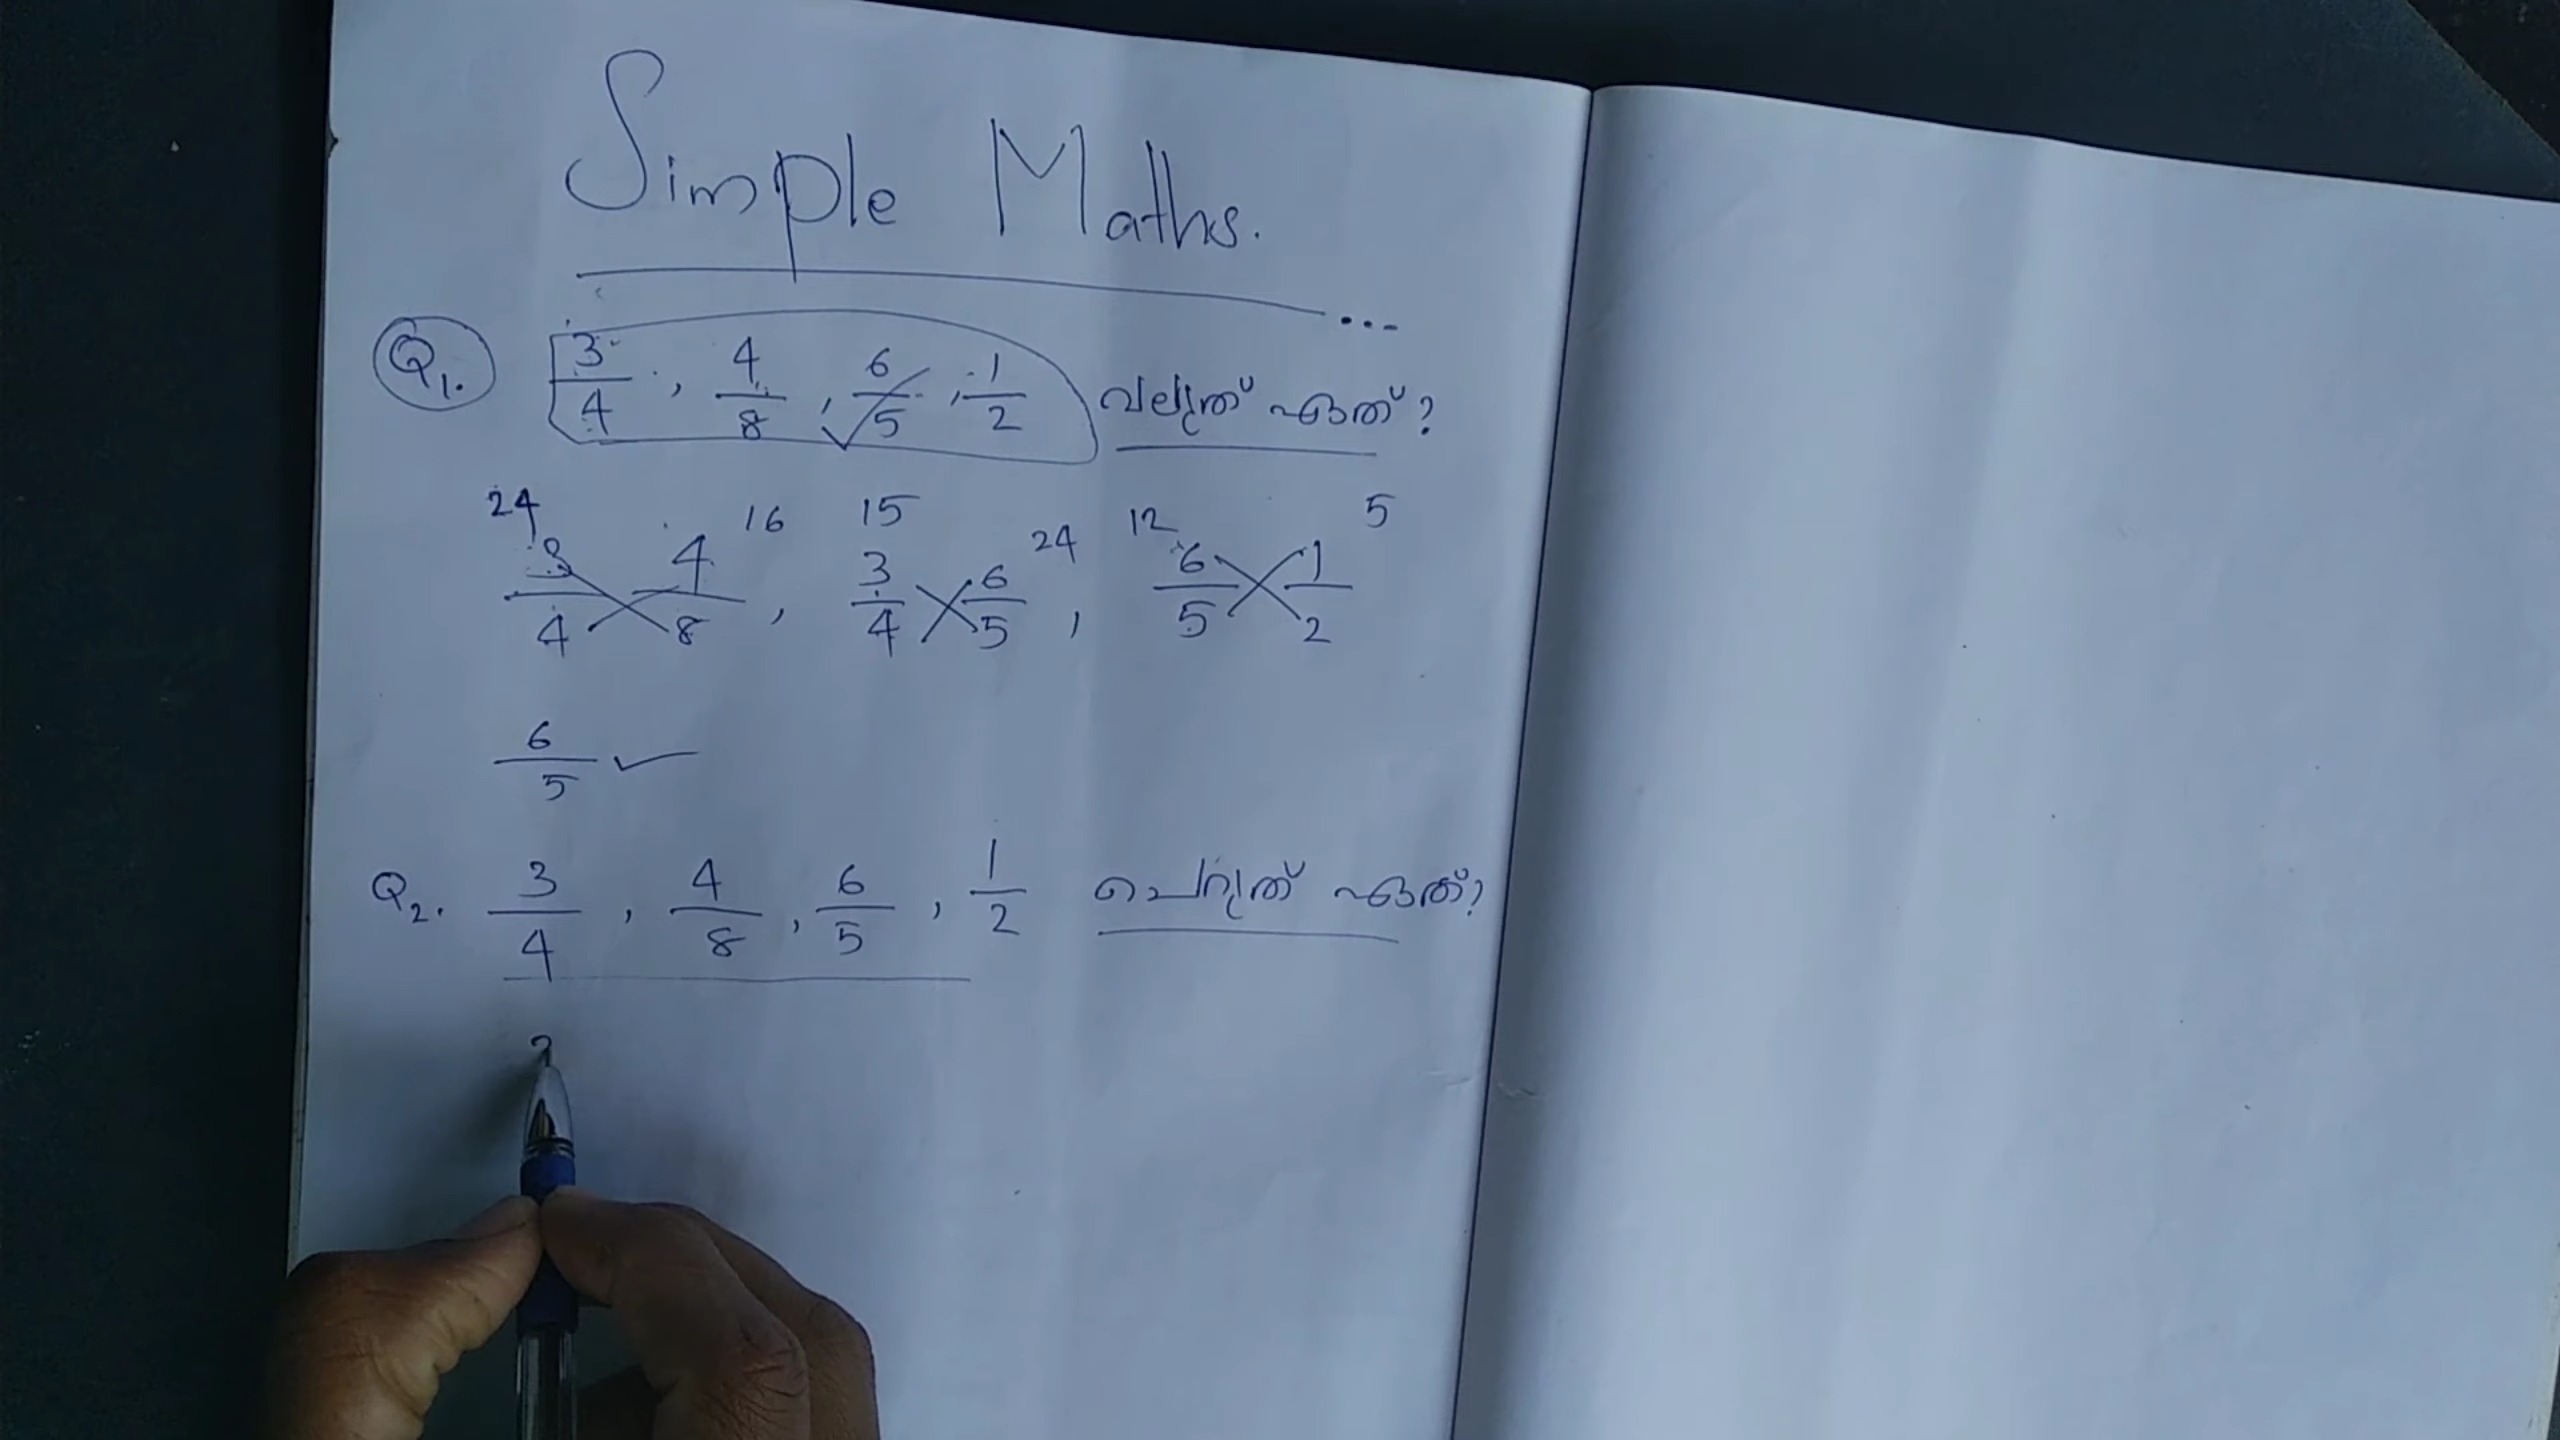 Simple Maths.
...
Q1. 3/4, 4/8, 6/5, 1/2 വലുത് ഏത്?
24 16 15 24 12 5
3/4 4/8, 3/4 6/5, 6/5 1/2
6/5 ✓
Q2. 3/4, 4/8, 6/5, 1/2 ചെറുത് ഏത്?